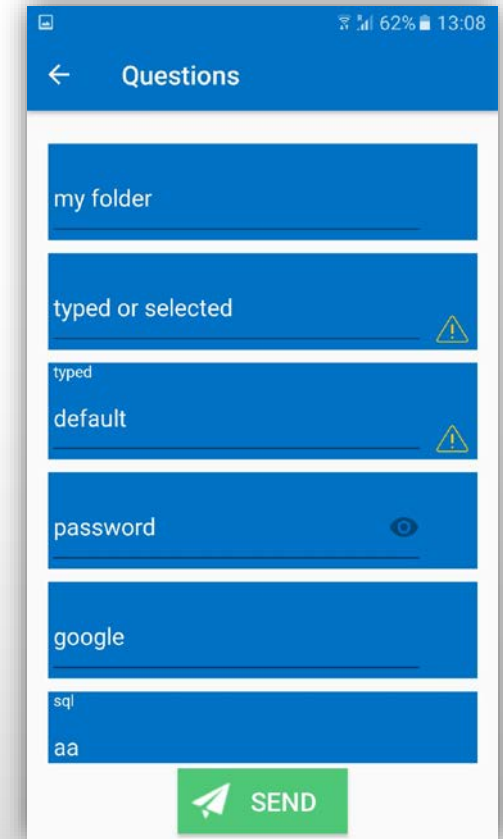 62% 13:08
Questions
my folder
typed or selected
typed
default
password
google
sql
aa
SEND